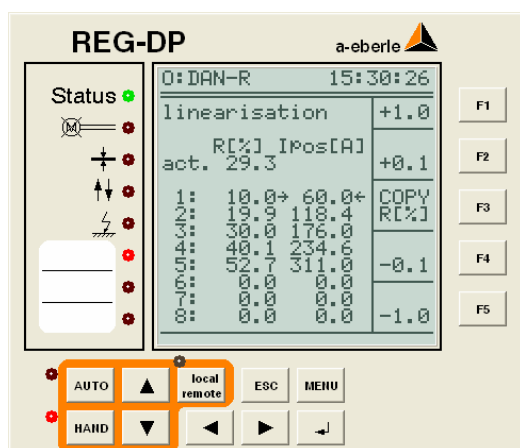 REG-DP
a-eberle
Status
O:DAN-R 15:30:26
linearisation +1.0
R[%] Ipos[A]
act. 29.3 +0.1
1: 10.0→ 60.0← COPY
2: 19.9 118.4 R[%]
3: 30.0 176.0
4: 40.1 234.6
5: 52.7 311.0 -0.1
6: 0.0 0.0
7: 0.0 0.0
8: 0.0 0.0 -1.0
F1
F2
F3
F4
F5
M
AUTO ▲ local remote ESC MENU
HAND ▼ ◄ ► ↵